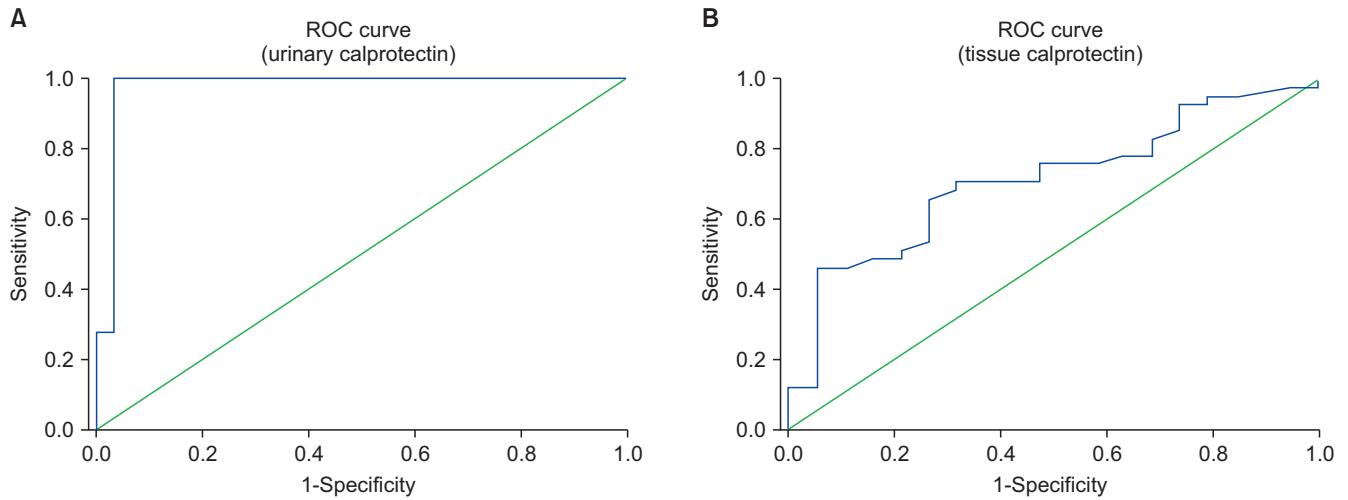 A
ROC curve
(urinary calprotectin)
1.0
0.8
0.6
0.4
0.2
0.0
Sensitivity
0.0 0.2 0.4 0.6 0.8 1.0
1-Specificity
B
ROC curve
(tissue calprotectin)
1.0
0.8
0.6
0.4
0.2
0.0
Sensitivity
0.0 0.2 0.4 0.6 0.8 1.0
1-Specificity